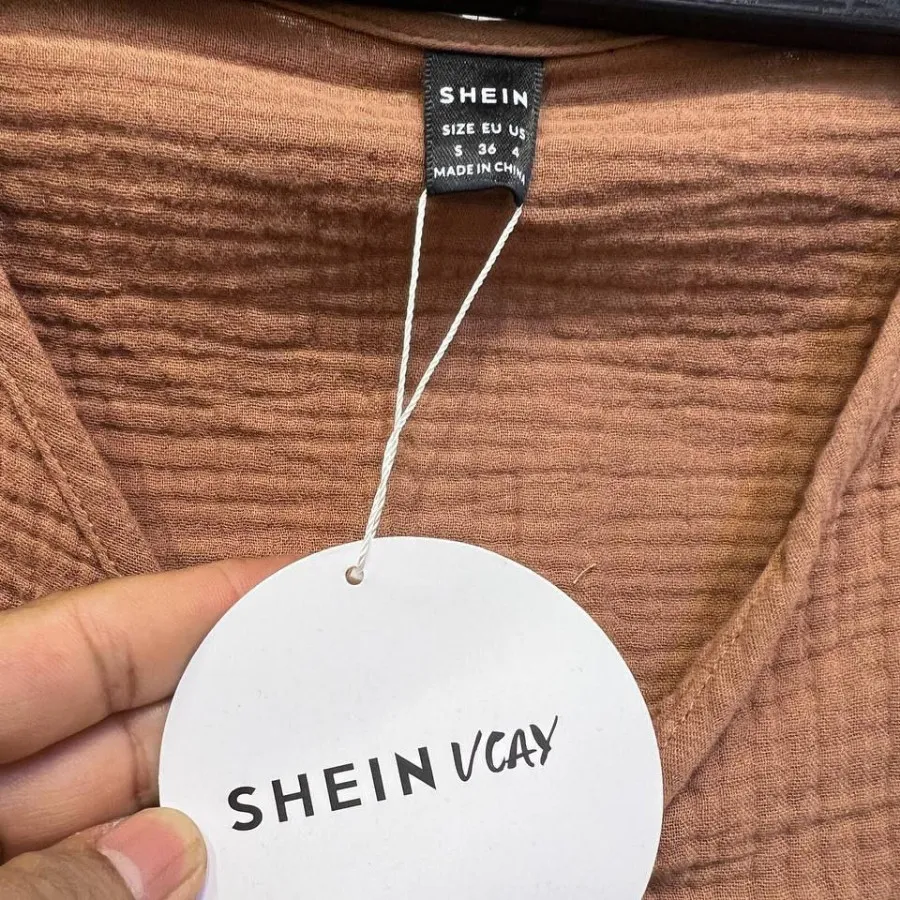 SHEIN
SIZE EU US
S 36 4
MADE IN CHINA
SHEIN VCAY